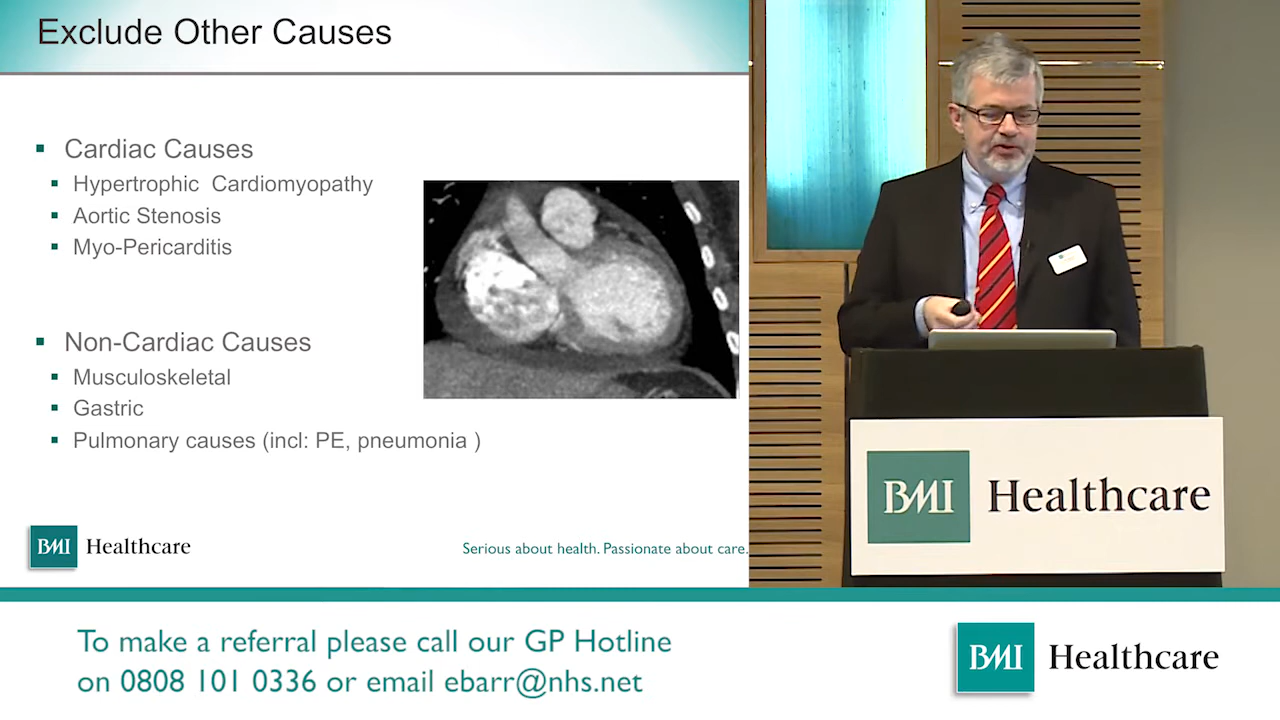 Exclude Other Causes
▪ Cardiac Causes
▪ Hypertrophic Cardiomyopathy
▪ Aortic Stenosis
▪ Myo-Pericarditis
▪ Non-Cardiac Causes
▪ Musculoskeletal
▪ Gastric
▪ Pulmonary causes (incl: PE, pneumonia )
BMI Healthcare
Serious about health. Passionate about care.
BMI Healthcare
To make a referral please call our GP Hotline
on 0808 101 0336 or email ebarr@nhs.net
BMI Healthcare